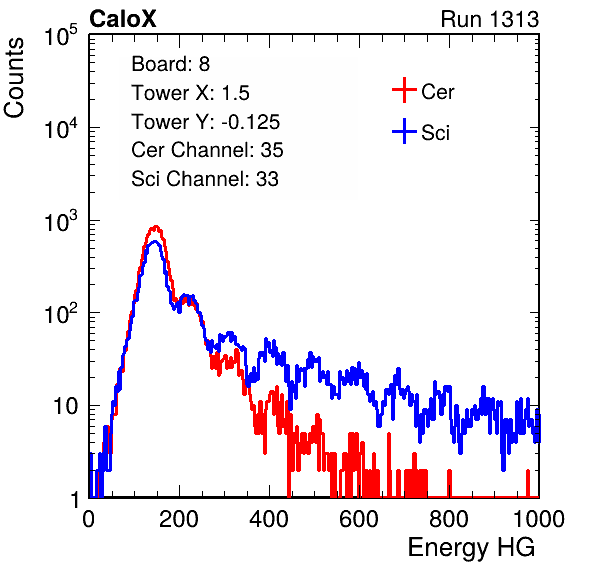 CaloX Run 1313
Counts
10^5
10^4
10^3
10^2
10
1
Board: 8
Tower X: 1.5
Tower Y: -0.125
Cer Channel: 35
Sci Channel: 33
Cer
Sci
0 200 400 600 800 1000
Energy HG